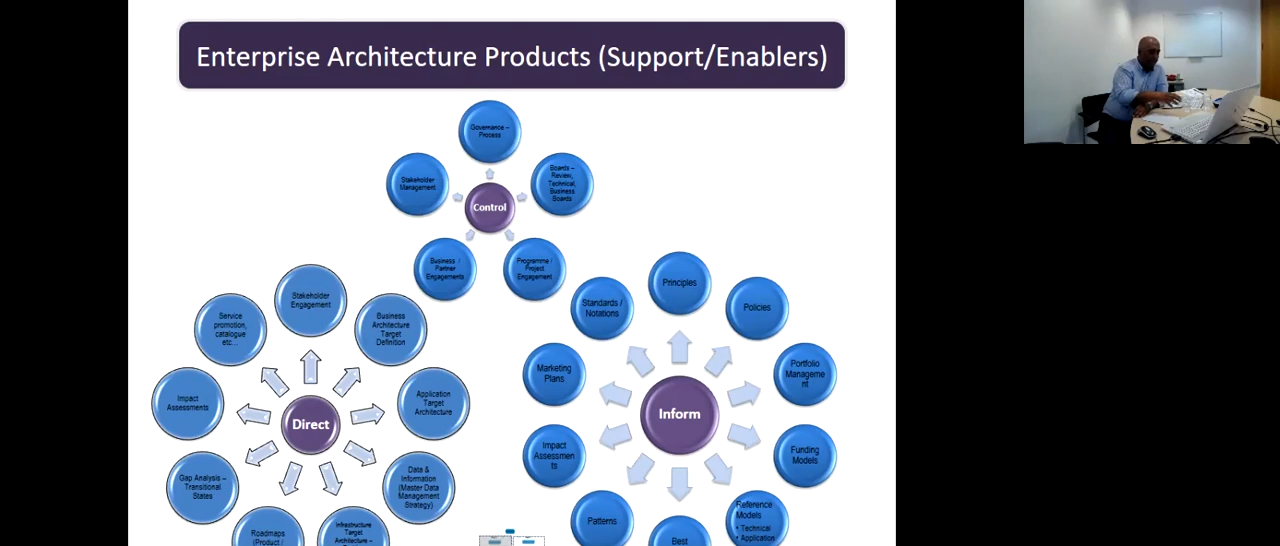 Enterprise Architecture Products (Support/Enablers)
Governance –
Process
Stakeholder
Management
Boards –
Review,
Technical,
Business
Boards
Control
Business /
Partner
Engagements
Programme /
Project
Engagement
Stakeholder
Engagement
Service
promotion,
catalogue
etc...
Business
Architecture
Target
Definition
Impact
Assessments
Application
Target
Architecture
Direct
Gap Analysis –
Transitional
States
Data &
Information
(Master Data
Management
Strategy)
Roadmaps
(Product /
Infrastructure
Target
Architecture –
Principles
Standards /
Notations
Policies
Marketing
Plans
Portfolio
Manageme
nt
Inform
Impact
Assessmen
ts
Funding
Models
Patterns
Best
Reference
Models
• Technical
• Application